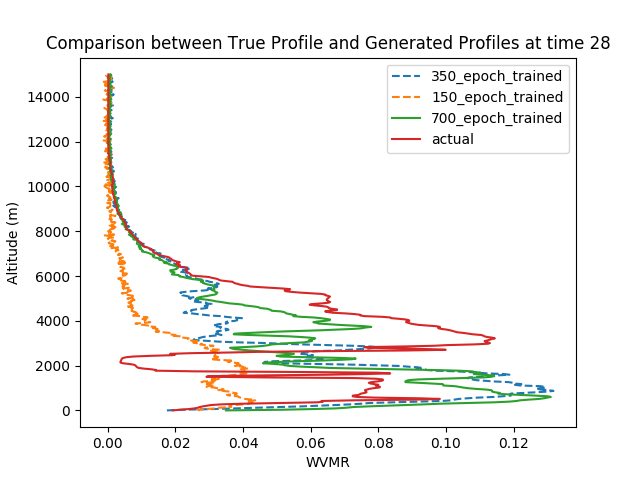 Comparison between True Profile and Generated Profiles at time 28
350_epoch_trained
150_epoch_trained
700_epoch_trained
actual
Altitude (m)
14000
12000
10000
8000
6000
4000
2000
0
0.00 0.02 0.04 0.06 0.08 0.10 0.12
WVMR